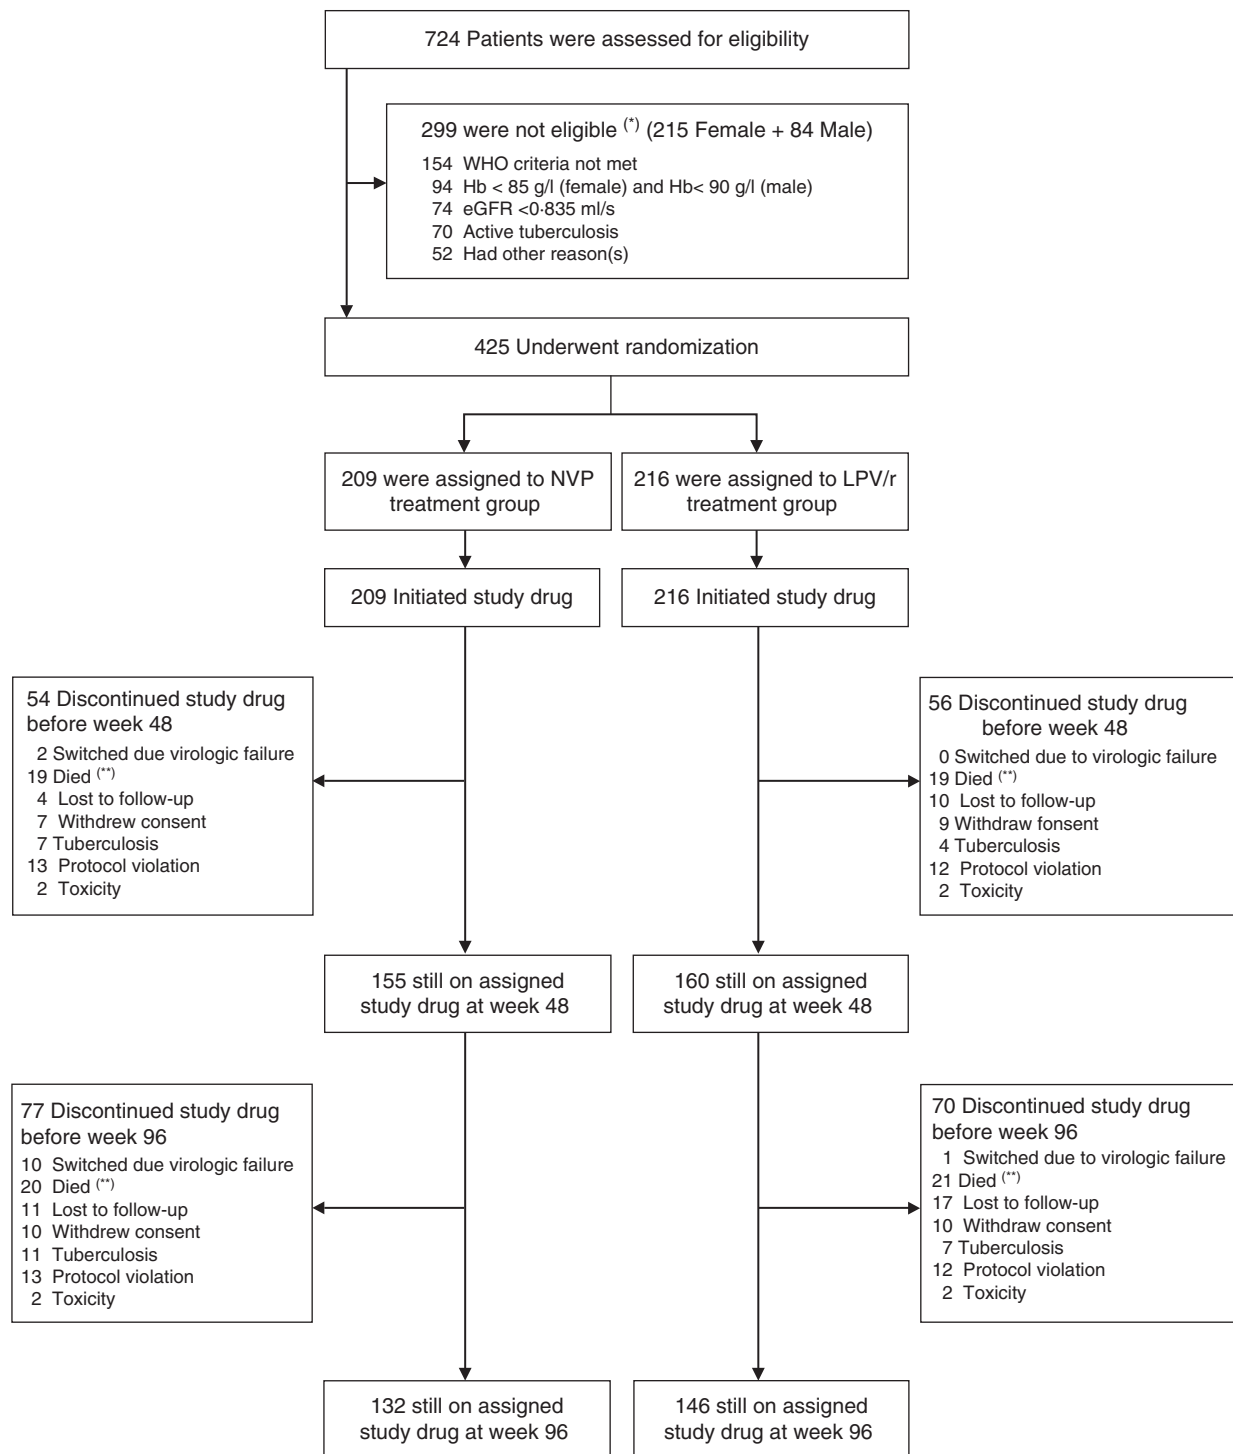 724 Patients were assessed for eligibility
299 were not eligible (*) (215 Female + 84 Male)
154 WHO criteria not met
94 Hb < 85 g/l (female) and Hb< 90 g/l (male)
74 eGFR <0·835 ml/s
70 Active tuberculosis
52 Had other reason(s)
425 Underwent randomization
209 were assigned to NVP
treatment group
216 were assigned to LPV/r
treatment group
209 Initiated study drug
216 Initiated study drug
54 Discontinued study drug
before week 48
2 Switched due virologic failure
19 Died (**)
4 Lost to follow-up
7 Withdrew consent
7 Tuberculosis
13 Protocol violation
2 Toxicity
56 Discontinued study drug
before week 48
0 Switched due to virologic failure
19 Died (**)
10 Lost to follow-up
9 Withdraw fonsent
4 Tuberculosis
12 Protocol violation
2 Toxicity
155 still on assigned
study drug at week 48
160 still on assigned
study drug at week 48
77 Discontinued study drug
before week 96
10 Switched due virologic failure
20 Died (**)
11 Lost to follow-up
10 Withdrew consent
11 Tuberculosis
13 Protocol violation
2 Toxicity
70 Discontinued study drug
before week 96
1 Switched due to virologic failure
21 Died (**)
17 Lost to follow-up
10 Withdraw consent
7 Tuberculosis
12 Protocol violation
2 Toxicity
132 still on assigned
study drug at week 96
146 still on assigned
study drug at week 96